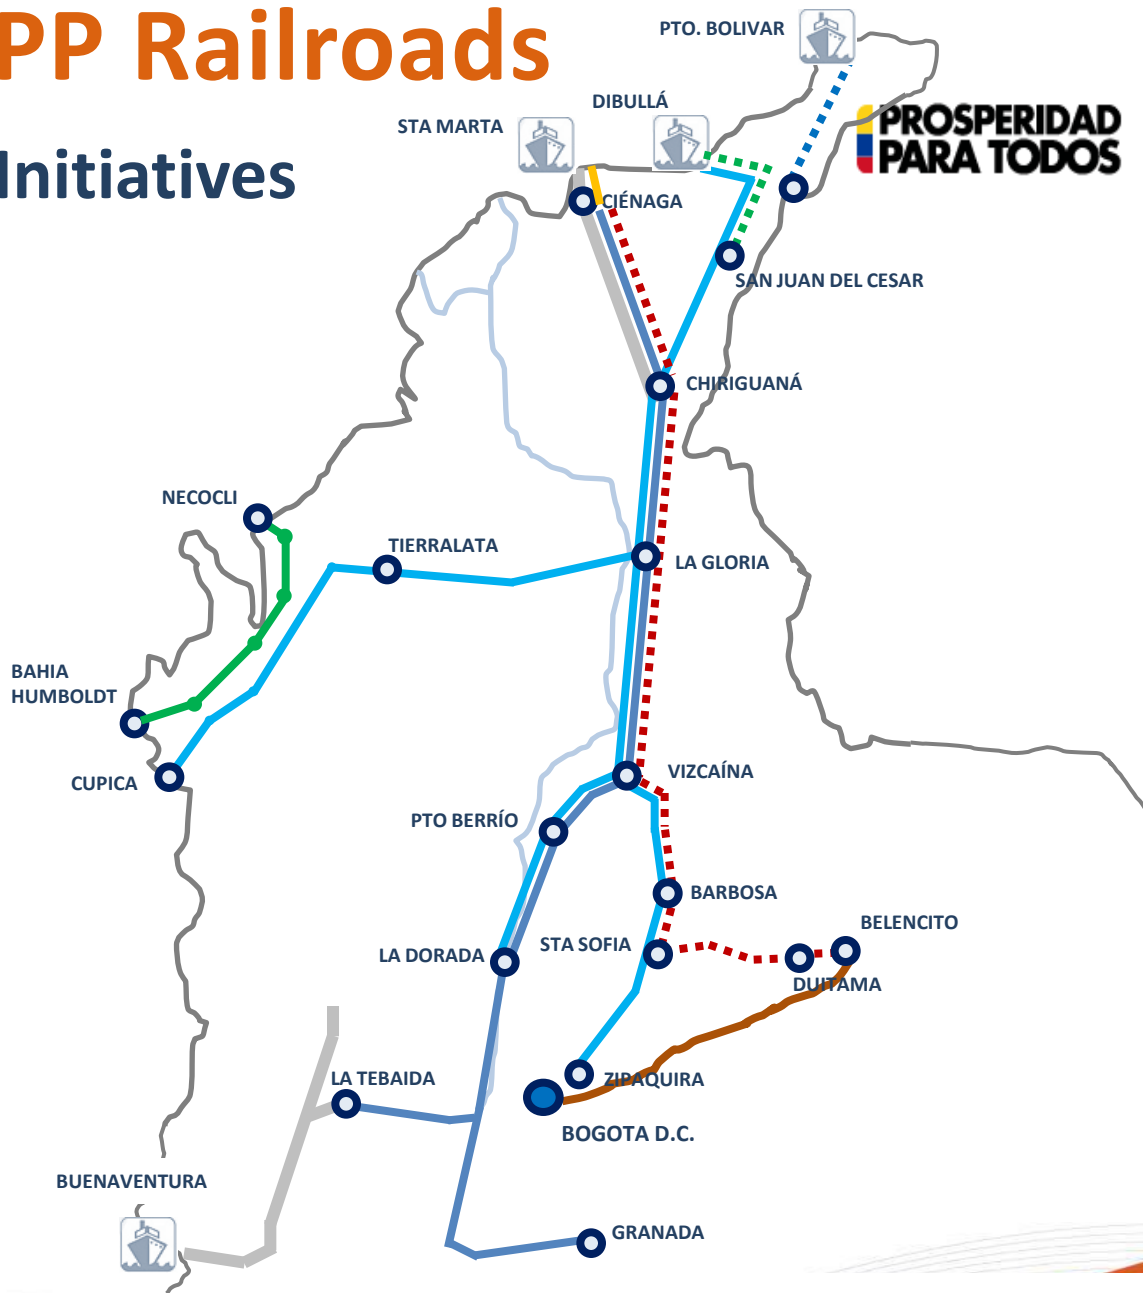 PP Railroads
Initiatives
PTO. BOLIVAR
DIBULLÁ
STA MARTA
PROSPERIDAD
PARA TODOS
CIÉNAGA
SAN JUAN DEL CESAR
CHIRIGUANÁ
NECOCLI
TIERRALATA
LA GLORIA
BAHIA
HUMBOLDT
CUPICA
VIZCAÍNA
PTO BERRÍO
BARBOSA
BELENCITO
STA SOFIA
LA DORADA
DUITAMA
LA TEBAIDA
ZIPAQUIRA
BOGOTA D.C.
BUENAVENTURA
GRANADA